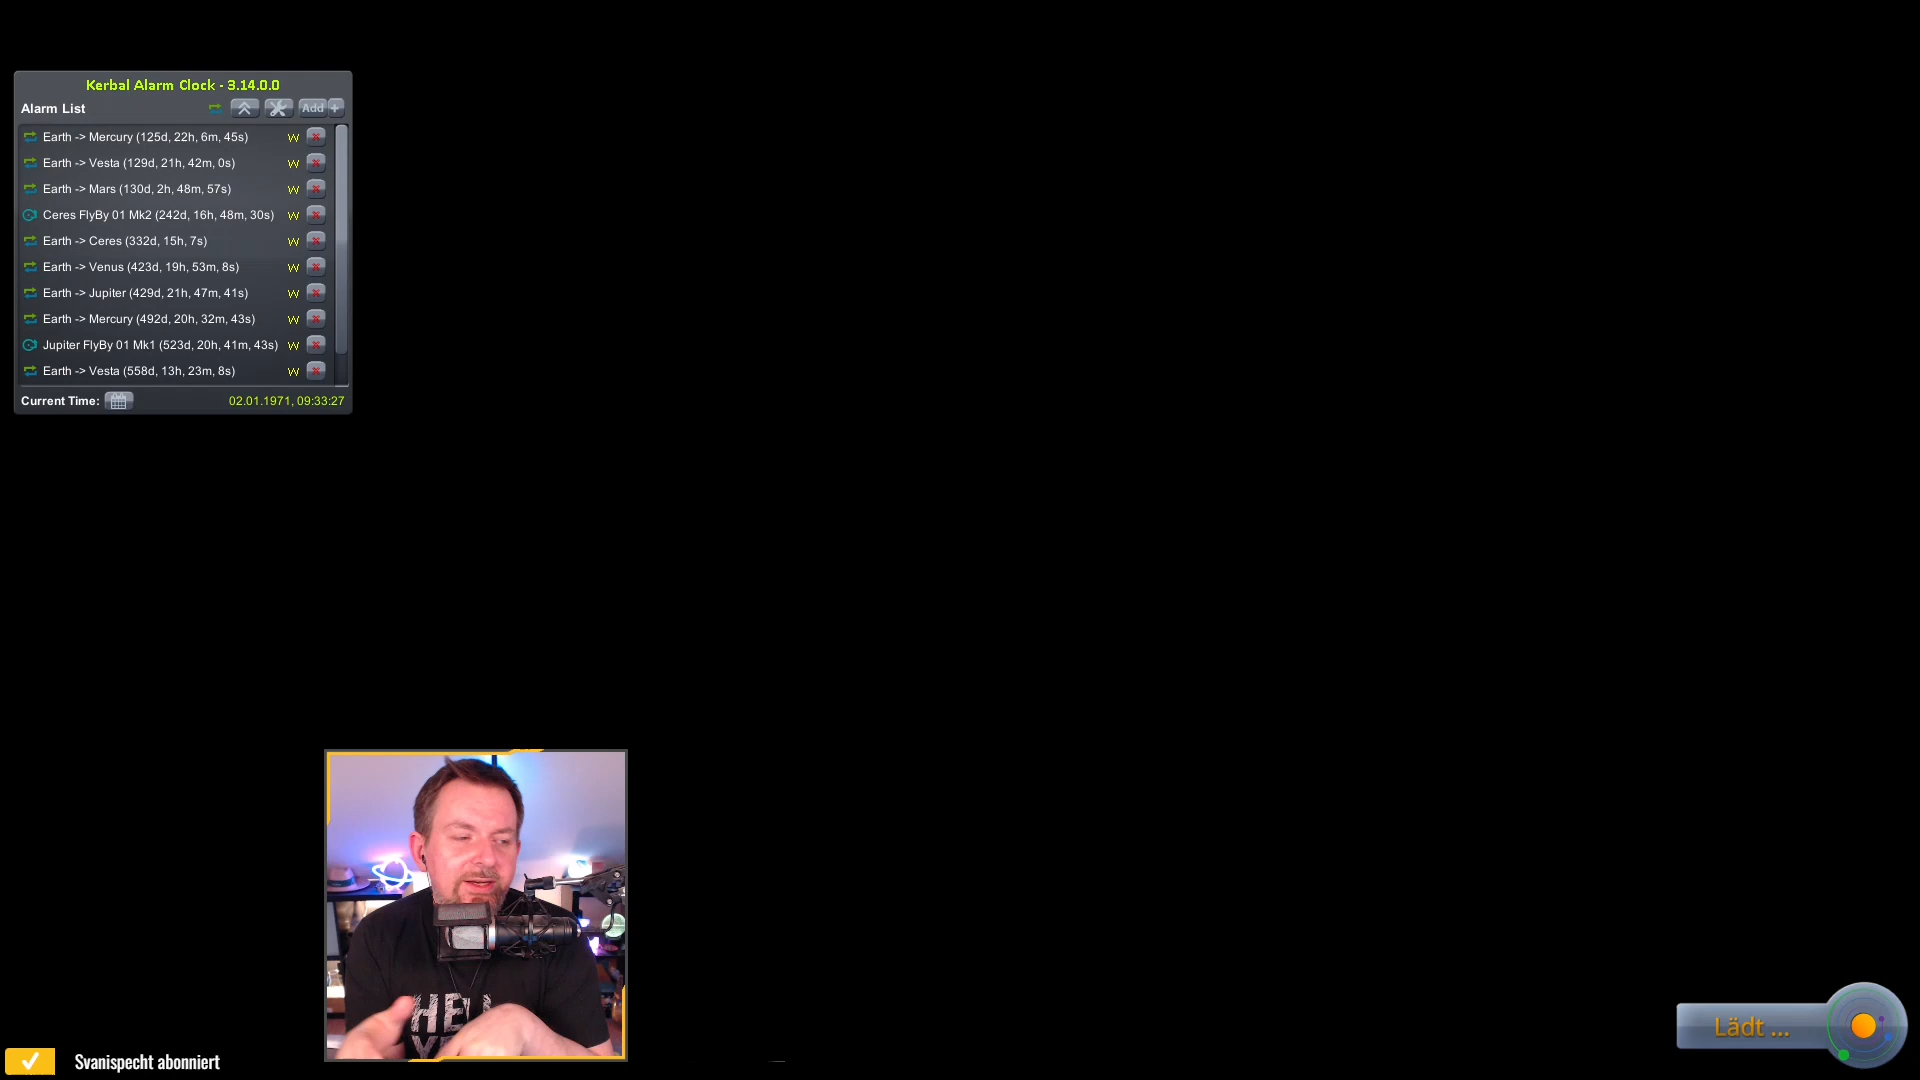 Kerbal Alarm Clock - 3.14.0.0
Alarm List
Add +
Earth -> Mercury (125d, 22h, 6m, 45s) W
Earth -> Vesta (129d, 21h, 42m, 0s) W
Earth -> Mars (130d, 2h, 48m, 57s) W
Ceres FlyBy 01 Mk2 (242d, 16h, 48m, 30s) W
Earth -> Ceres (332d, 15h, 7s) W
Earth -> Venus (423d, 19h, 53m, 8s) W
Earth -> Jupiter (429d, 21h, 47m, 41s) W
Earth -> Mercury (492d, 20h, 32m, 43s) W
Jupiter FlyBy 01 Mk1 (523d, 20h, 41m, 43s) W
Earth -> Vesta (558d, 13h, 23m, 8s) W
Current Time: 02.01.1971, 09:33:27
Lädt ...
Svanispecht abonniert